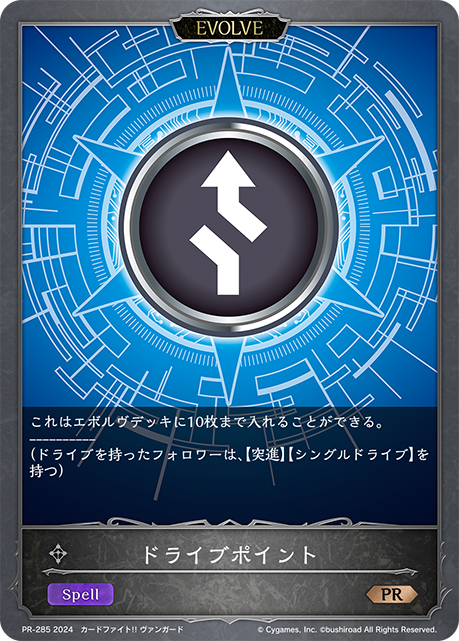 EVOLVE
これはエボルヴデッキに10枚まで入れることができる。
----------
(ドライブを持ったフォロワーは、【突進】【シングルドライブ】を
持つ)
ドライブポイント
Spell
PR
PR-285 2024 カードファイト!! ヴァンガード © Cygames, Inc. ©bushiroad All Rights Reserved.